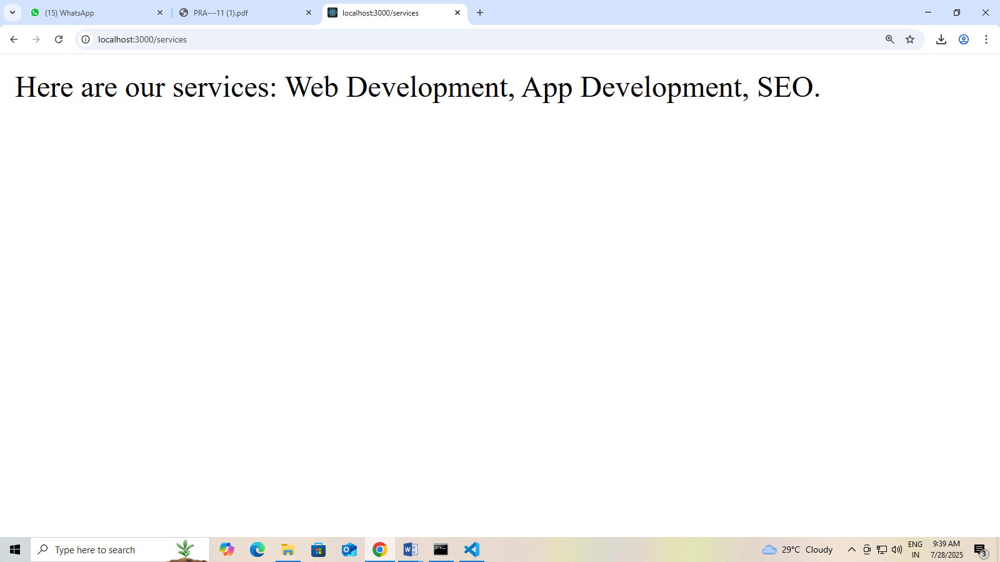 (15) WhatsApp
PRA---11 (1).pdf
localhost:3000/services
localhost:3000/services
Here are our services: Web Development, App Development, SEO.
Type here to search
29°C Cloudy
ENG
IN
9:39 AM
7/28/2025
3